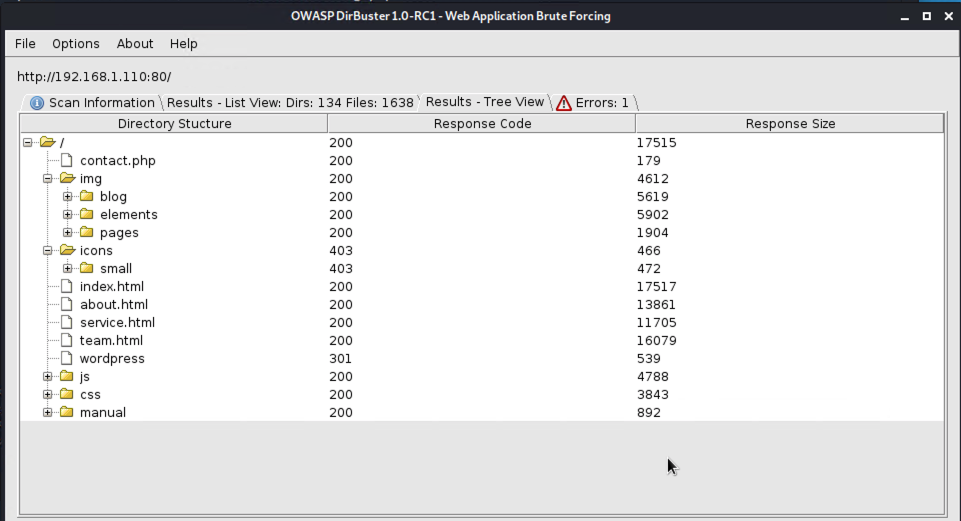 OWASP DirBuster 1.0-RC1 - Web Application Brute Forcing
File Options About Help
http://192.168.1.110:80/
Scan Information Results - List View: Dirs: 134 Files: 1638 Results - Tree View Errors: 1
Directory Stucture Response Code Response Size
/ 200 17515
contact.php 200 179
img 200 4612
blog 200 5619
elements 200 5902
pages 200 1904
icons 403 466
small 403 472
index.html 200 17517
about.html 200 13861
service.html 200 11705
team.html 200 16079
wordpress 301 539
js 200 4788
css 200 3843
manual 200 892